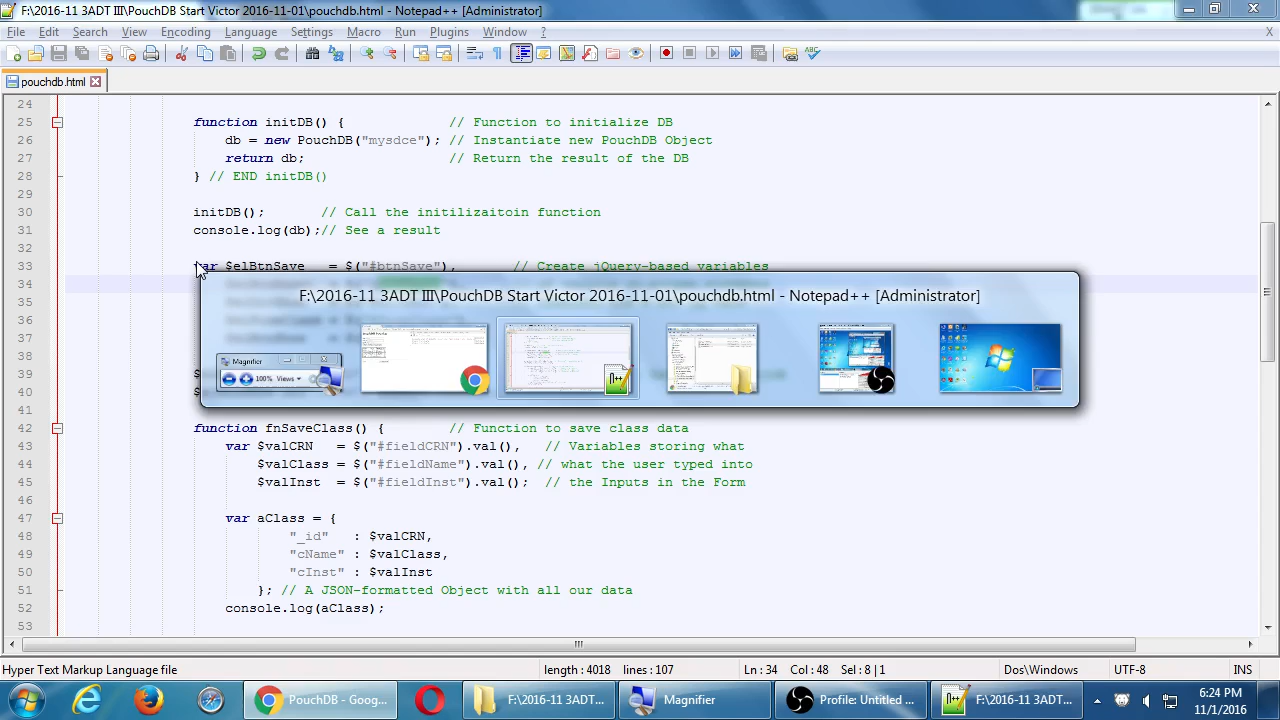 F:\2016-11 3ADT III\PouchDB Start Victor 2016-11-01\pouchdb.html - Notepad++ [Administrator]
File Edit Search View Encoding Language Settings Macro Run Plugins Window ? X
pouchdb.html
24
25 function initDB() { // Function to initialize DB
26 db = new PouchDB("mysdce"); // Instantiate new PouchDB Object
27 return db; // Return the result of the DB
28 } // END initDB()
29
30 initDB(); // Call the initilizaitoin function
31 console.log(db);// See a result
32
33 var $elBtnSave = $("#btnSave"), // Create jQuery-based variables
34
F:\2016-11 3ADT III\PouchDB Start Victor 2016-11-01\pouchdb.html - Notepad++ [Administrator]
35
36
37
Magnifier
100% Views
38
39
40
41
42 function fnSaveClass() { // Function to save class data
43 var $valCRN = $("#fieldCRN").val(), // Variables storing what
44 $valClass = $("#fieldName").val(), // what the user typed into
45 $valInst = $("#fieldInst").val(); // the Inputs in the Form
46
47 var aClass = {
48 "_id" : $valCRN,
49 "cName" : $valClass,
50 "cInst" : $valInst
51 }; // A JSON-formatted Object with all our data
52 console.log(aClass);
53
Hyper Text Markup Language file length : 4018 lines : 107 Ln : 34 Col : 48 Sel : 8 | 1 Dos\Windows UTF-8 INS
PouchDB - Goog... F:\2016-11 3ADT... Magnifier Profile: Untitled ... F:\2016-11 3ADT... 6:24 PM
11/1/2016